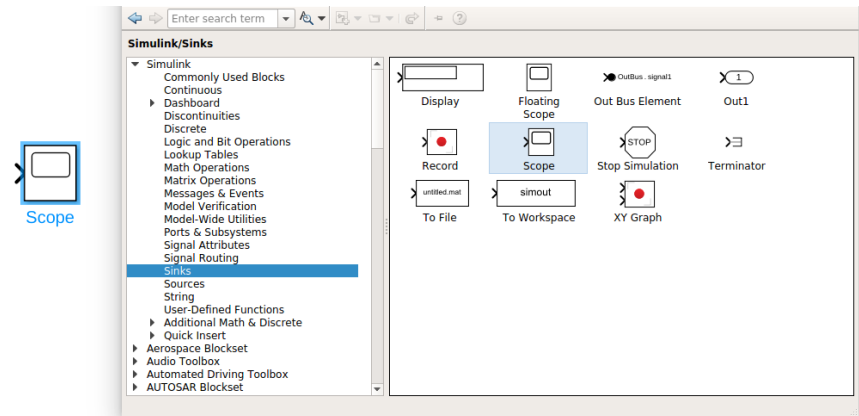 Enter search term
Simulink/Sinks
Simulink
Commonly Used Blocks
Continuous
Dashboard
Discontinuities
Discrete
Logic and Bit Operations
Lookup Tables
Math Operations
Matrix Operations
Messages & Events
Model Verification
Model-Wide Utilities
Ports & Subsystems
Signal Attributes
Signal Routing
Sinks
Sources
String
User-Defined Functions
Additional Math & Discrete
Quick Insert
Aerospace Blockset
Audio Toolbox
Automated Driving Toolbox
AUTOSAR Blockset
Scope
OutBus . signal1
1
Display
Floating
Scope
Out Bus Element
Out1
STOP
Record
Scope
Stop Simulation
Terminator
untitled.mat
simout
To File
To Workspace
XY Graph